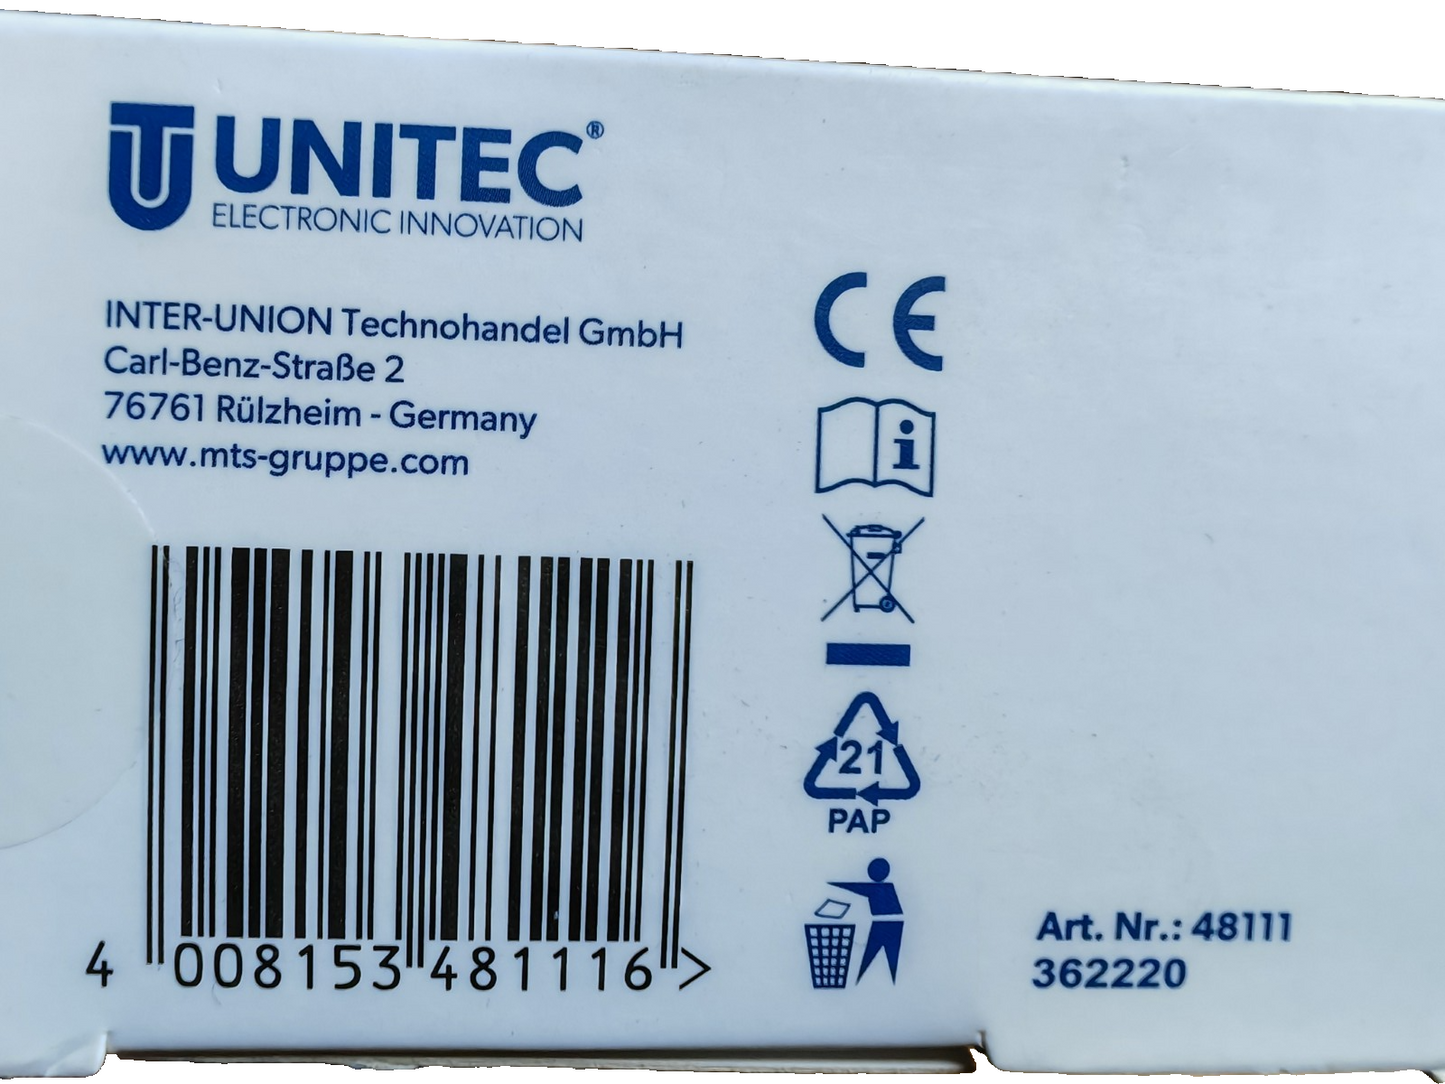 UNITEC®
ELECTRONIC INNOVATION
INTER-UNION Technohandel GmbH
Carl-Benz-Straße 2
76761 Rülzheim - Germany
www.mts-gruppe.com
CE
i
21
PAP
4 008153 481116 >
Art. Nr.: 48111
362220